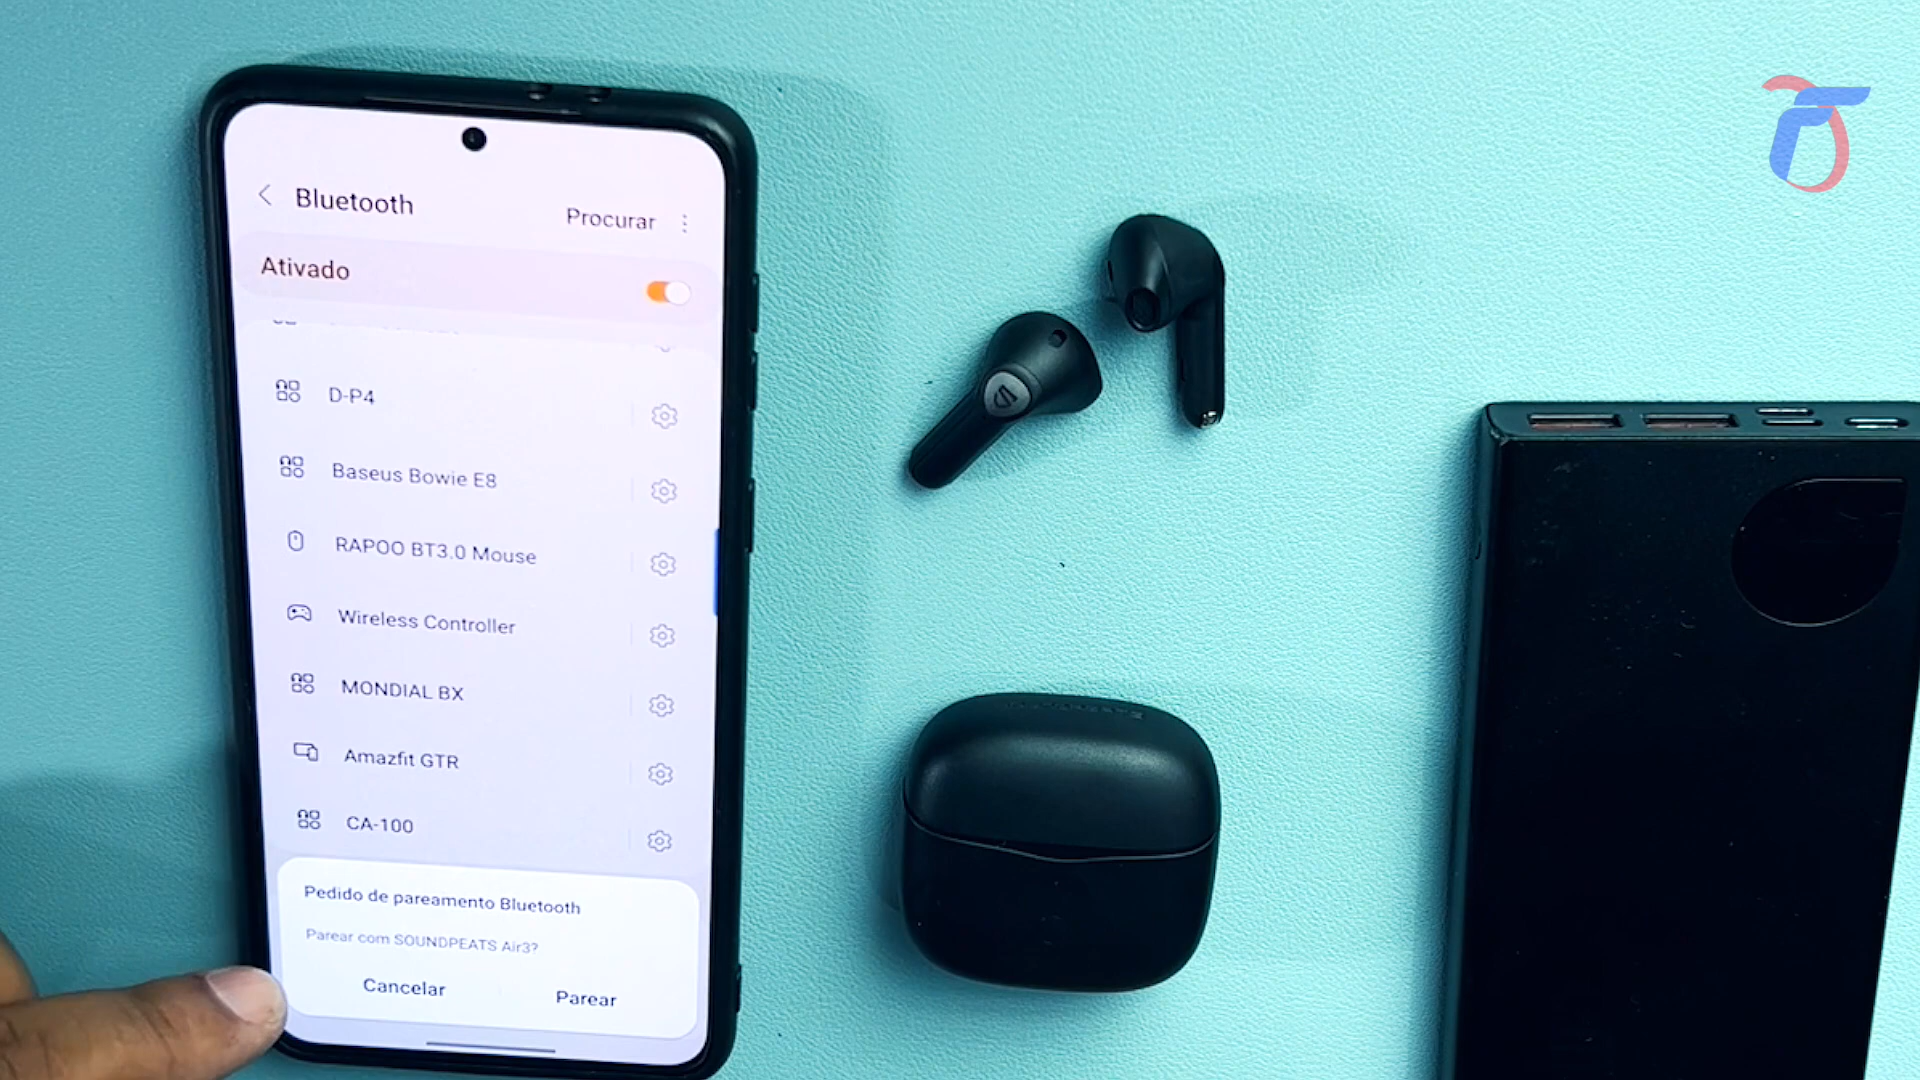 Bluetooth
Procurar
Ativado
D-P4
Baseus Bowie E8
RAPOO BT3.0 Mouse
Wireless Controller
MONDIAL BX
Amazfit GTR
CA-100
Pedido de pareamento Bluetooth
Parear com SOUNDPEATS Air3?
Cancelar
Parear